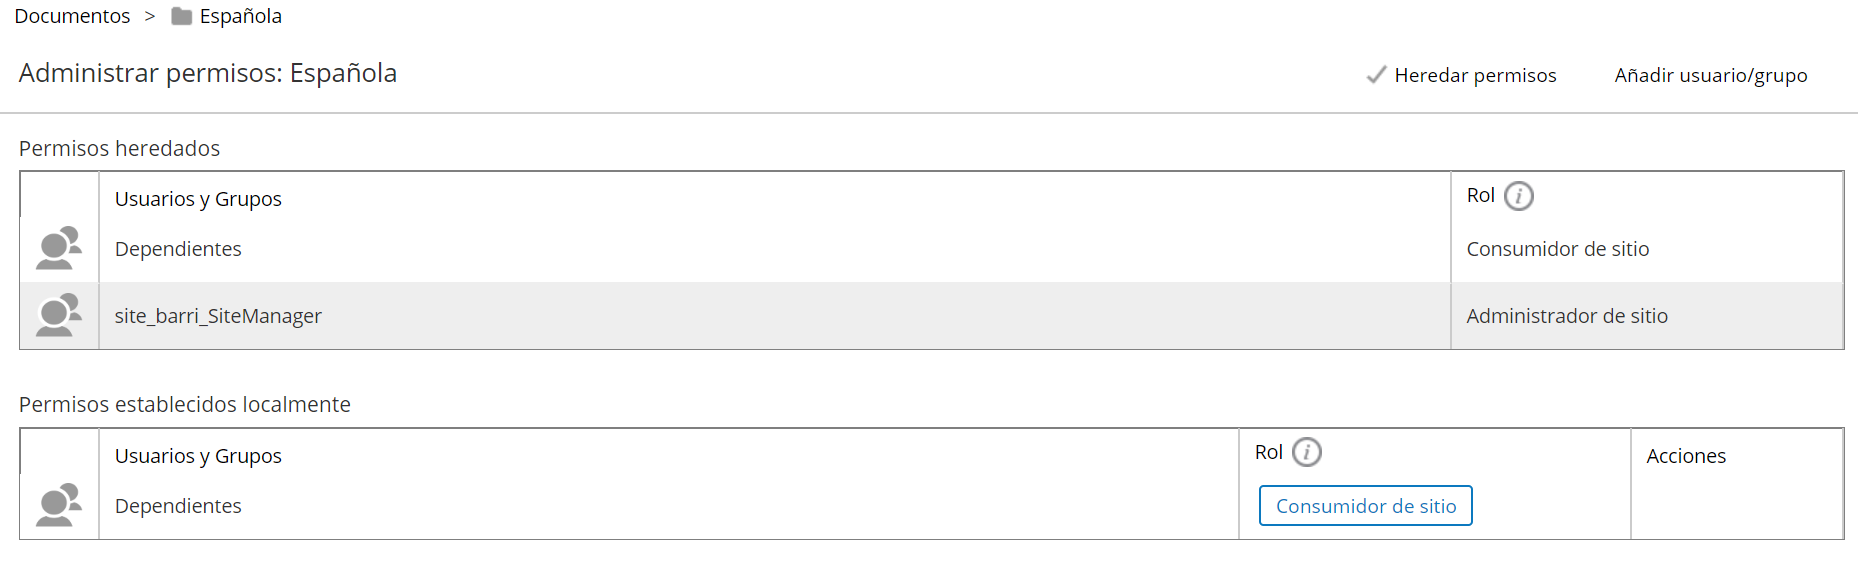 Documentos > Española
Administrar permisos: Española
Heredar permisos Añadir usuario/grupo
Permisos heredados
Usuarios y Grupos Rol i
Dependientes Consumidor de sitio
site_barri_SiteManager Administrador de sitio
Permisos establecidos localmente
Usuarios y Grupos Rol i Acciones
Dependientes Consumidor de sitio